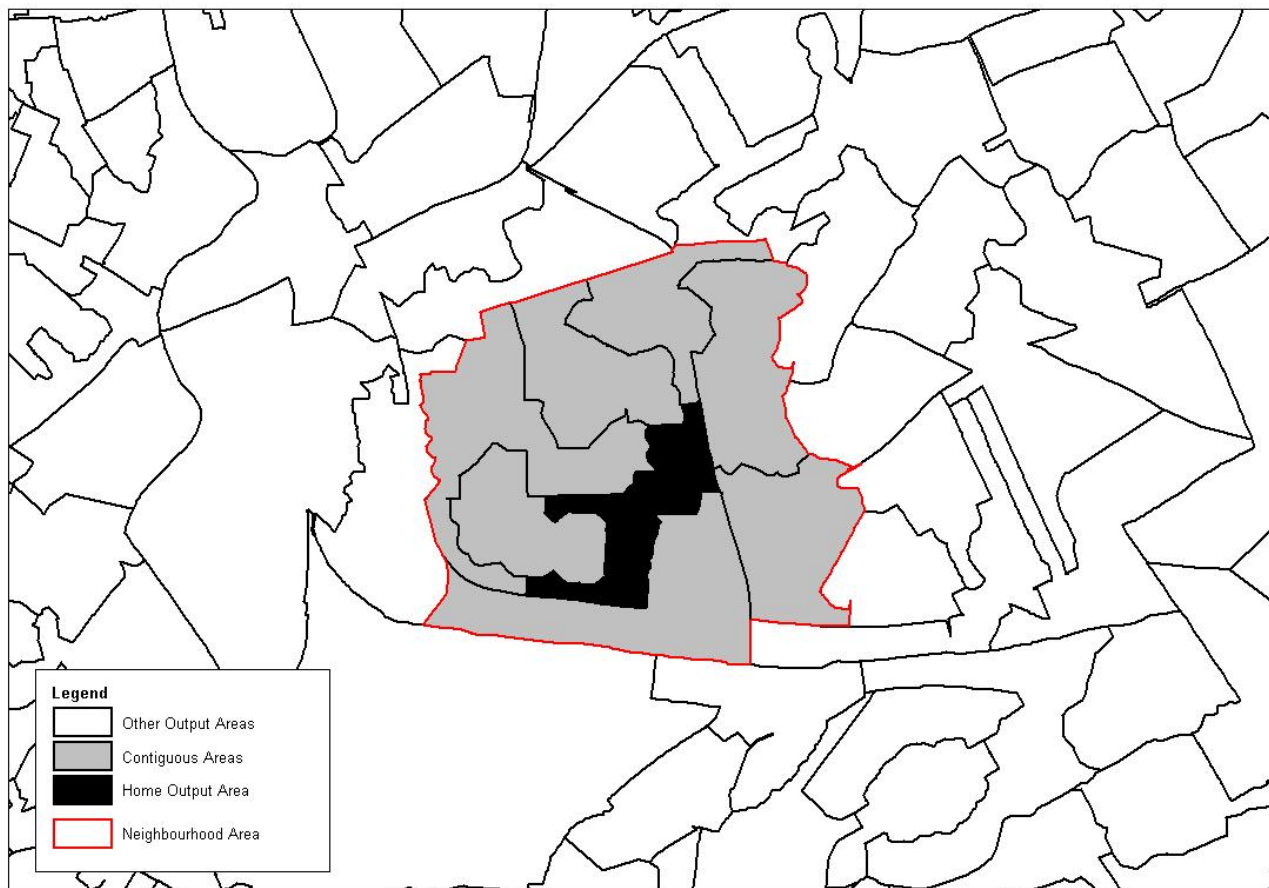 Legend
Other Output Areas
Contiguous Areas
Home Output Area
Neighbourhood Area